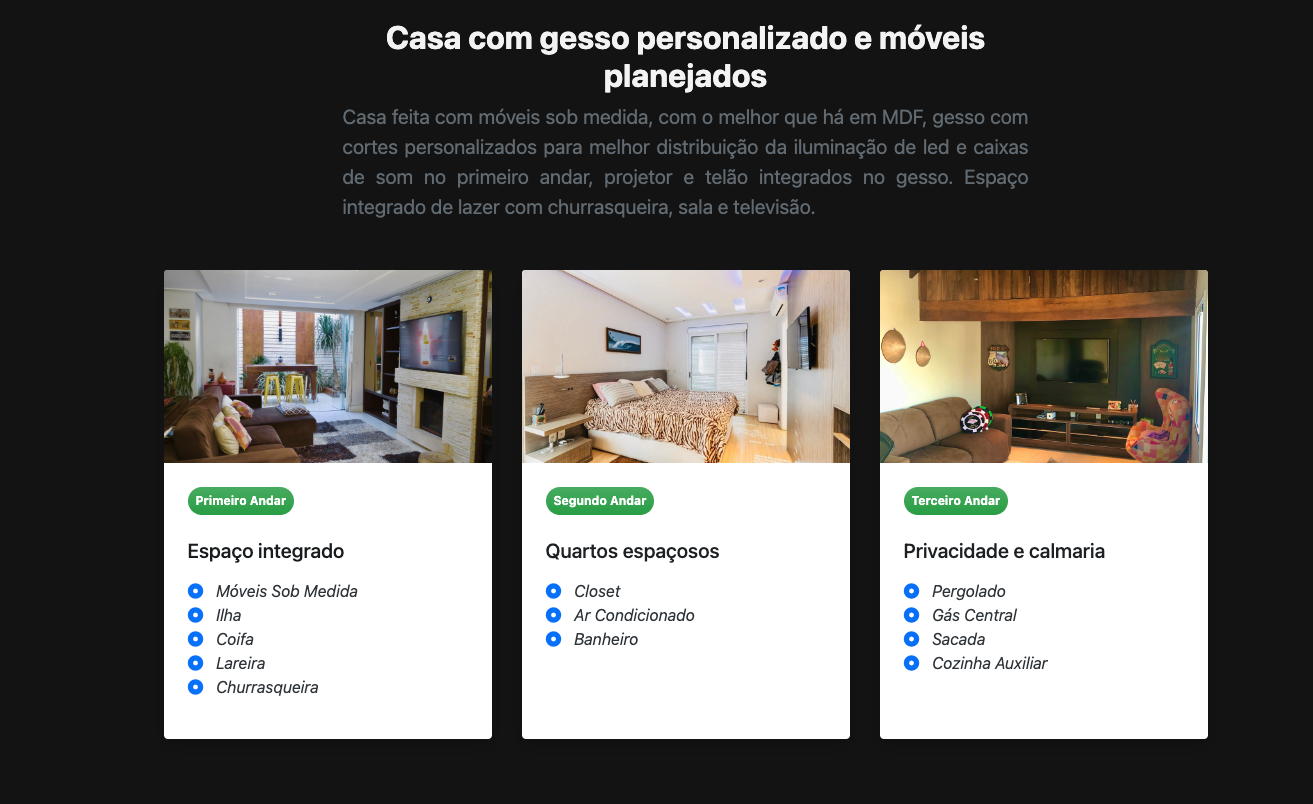 Casa com gesso personalizado e móveis
planejados
Casa feita com móveis sob medida, com o melhor que há em MDF, gesso com
cortes personalizados para melhor distribuição da iluminação de led e caixas
de som no primeiro andar, projetor e telão integrados no gesso. Espaço
integrado de lazer com churrasqueira, sala e televisão.
Primeiro Andar
Espaço integrado
Móveis Sob Medida
Ilha
Coifa
Lareira
Churrasqueira
Segundo Andar
Quartos espaçosos
Closet
Ar Condicionado
Banheiro
Terceiro Andar
Privacidade e calmaria
Pergolado
Gás Central
Sacada
Cozinha Auxiliar